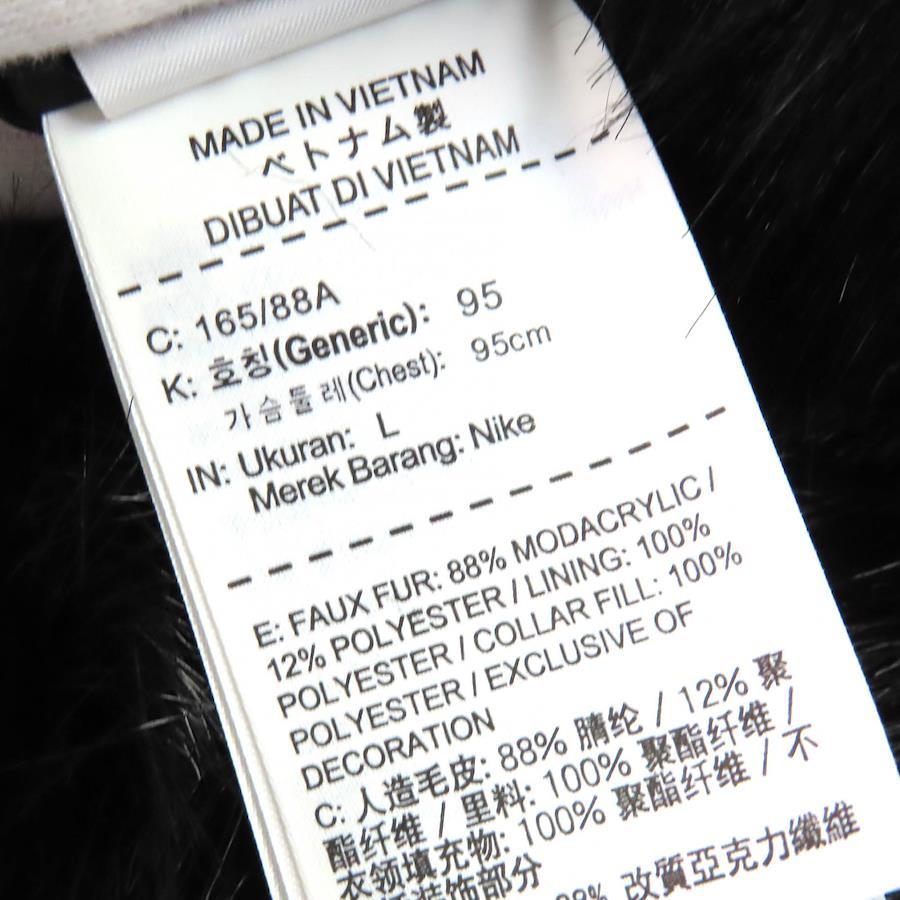 MADE IN VIETNAM
ベトナム製
DIBUAT DI VIETNAM
C: 165/88A
K: 호칭(Generic): 95
가슴둘레(Chest): 95cm
IN: Ukuran: L
Merek Barang: Nike
E: FAUX FUR: 88% MODACRYLIC /
12% POLYESTER / LINING: 100%
POLYESTER / COLLAR FILL: 100%
POLYESTER / EXCLUSIVE OF
DECORATION
C: 人造毛皮: 88% 腈纶 / 12% 聚
酯纤维 / 里料: 100% 聚酯纤维 /
衣领填充物: 100% 聚酯纤维 / 不
装饰部分
改質亞克力纖維